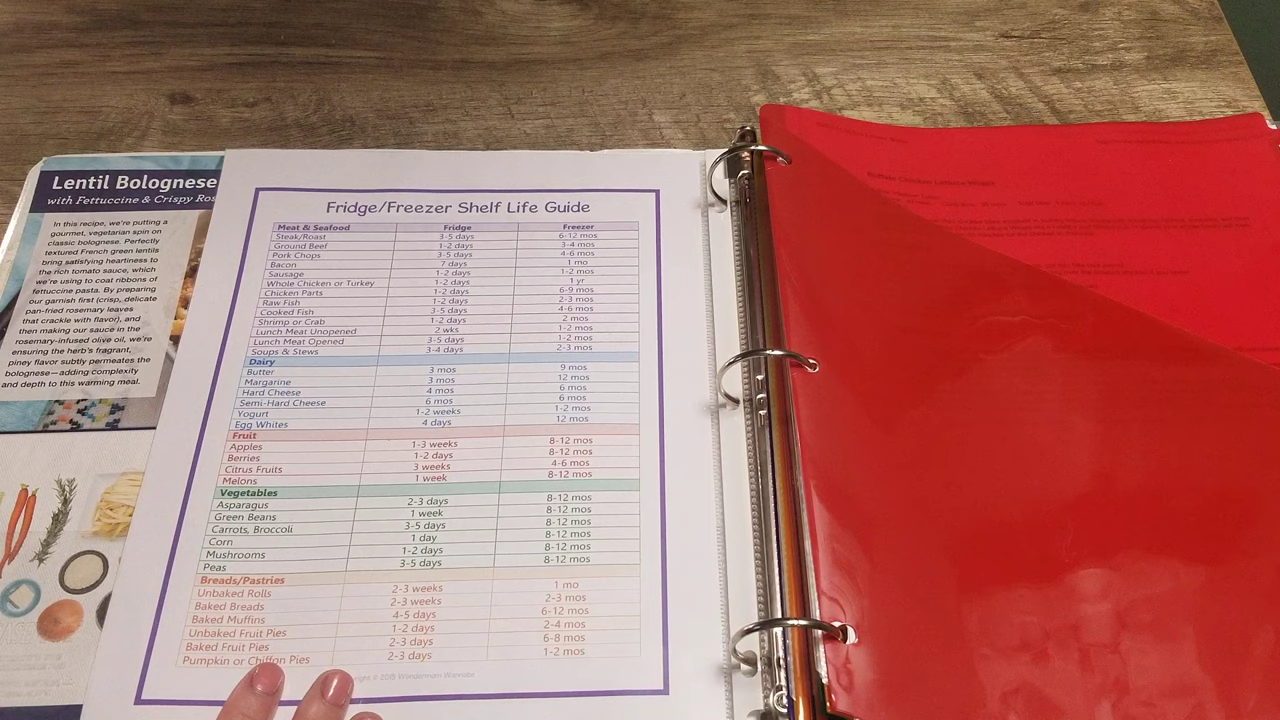 Lentil Bolognese
with Fettuccine & Crispy Ros
In this recipe, we're putting a
gourmet, vegetarian spin on
classic bolognese. Perfectly
textured French green lentils
bring satisfying heartiness to
the rich tomato sauce, which
we're using to coat ribbons of
fettuccine pasta. By preparing
our garnish first (crisp, delicate
pan-fried rosemary leaves
that crackle with flavor), and
then making our sauce in the
rosemary-infused olive oil, we're
ensuring the herb's fragrant,
piney flavor subtly permeates the
bolognese—adding complexity
and depth to this warming meal.
Fridge/Freezer Shelf Life Guide
Meat & Seafood Fridge Freezer
Steak/Roast 3-5 days 6-12 mos
Ground Beef 1-2 days 3-4 mos
Pork Chops 3-5 days 4-6 mos
Bacon 7 days 1 mo
Sausage 1-2 days 1-2 mos
Whole Chicken or Turkey 1-2 days 1 yr
Chicken Parts 1-2 days 6-9 mos
Raw Fish 1-2 days 2-3 mos
Cooked Fish 3-5 days 4-6 mos
Shrimp or Crab 1-2 days 2 mos
Lunch Meat Unopened 2 wks 1-2 mos
Lunch Meat Opened 3-5 days 1-2 mos
Soups & Stews 3-4 days 2-3 mos
Dairy
Butter 3 mos 9 mos
Margarine 3 mos 12 mos
Hard Cheese 4 mos 6 mos
Semi-Hard Cheese 6 mos 6 mos
Yogurt 1-2 weeks 1-2 mos
Egg Whites 4 days 12 mos
Fruit
Apples 1-3 weeks 8-12 mos
Berries 1-2 days 8-12 mos
Citrus Fruits 3 weeks 4-6 mos
Melons 1 week 8-12 mos
Vegetables
Asparagus 2-3 days 8-12 mos
Green Beans 1 week 8-12 mos
Carrots, Broccoli 3-5 days 8-12 mos
Corn 1 day 8-12 mos
Mushrooms 1-2 days 8-12 mos
Peas 3-5 days 8-12 mos
Breads/Pastries
Unbaked Rolls 2-3 weeks 1 mo
Baked Breads 2-3 weeks 2-3 mos
Baked Muffins 4-5 days 6-12 mos
Unbaked Fruit Pies 1-2 days 2-4 mos
Baked Fruit Pies 2-3 days 6-8 mos
Pumpkin or Chiffon Pies 2-3 days 1-2 mos
© 2015 Wondermom Wannabe
Buffalo Chicken Lettuce Wraps